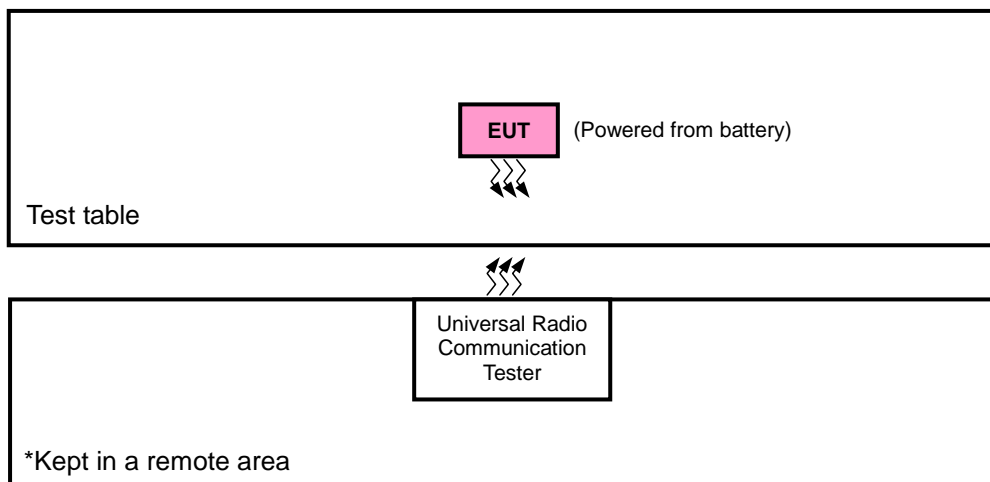 EUT
(Powered from battery)
Test table
Universal Radio
Communication
Tester
*Kept in a remote area